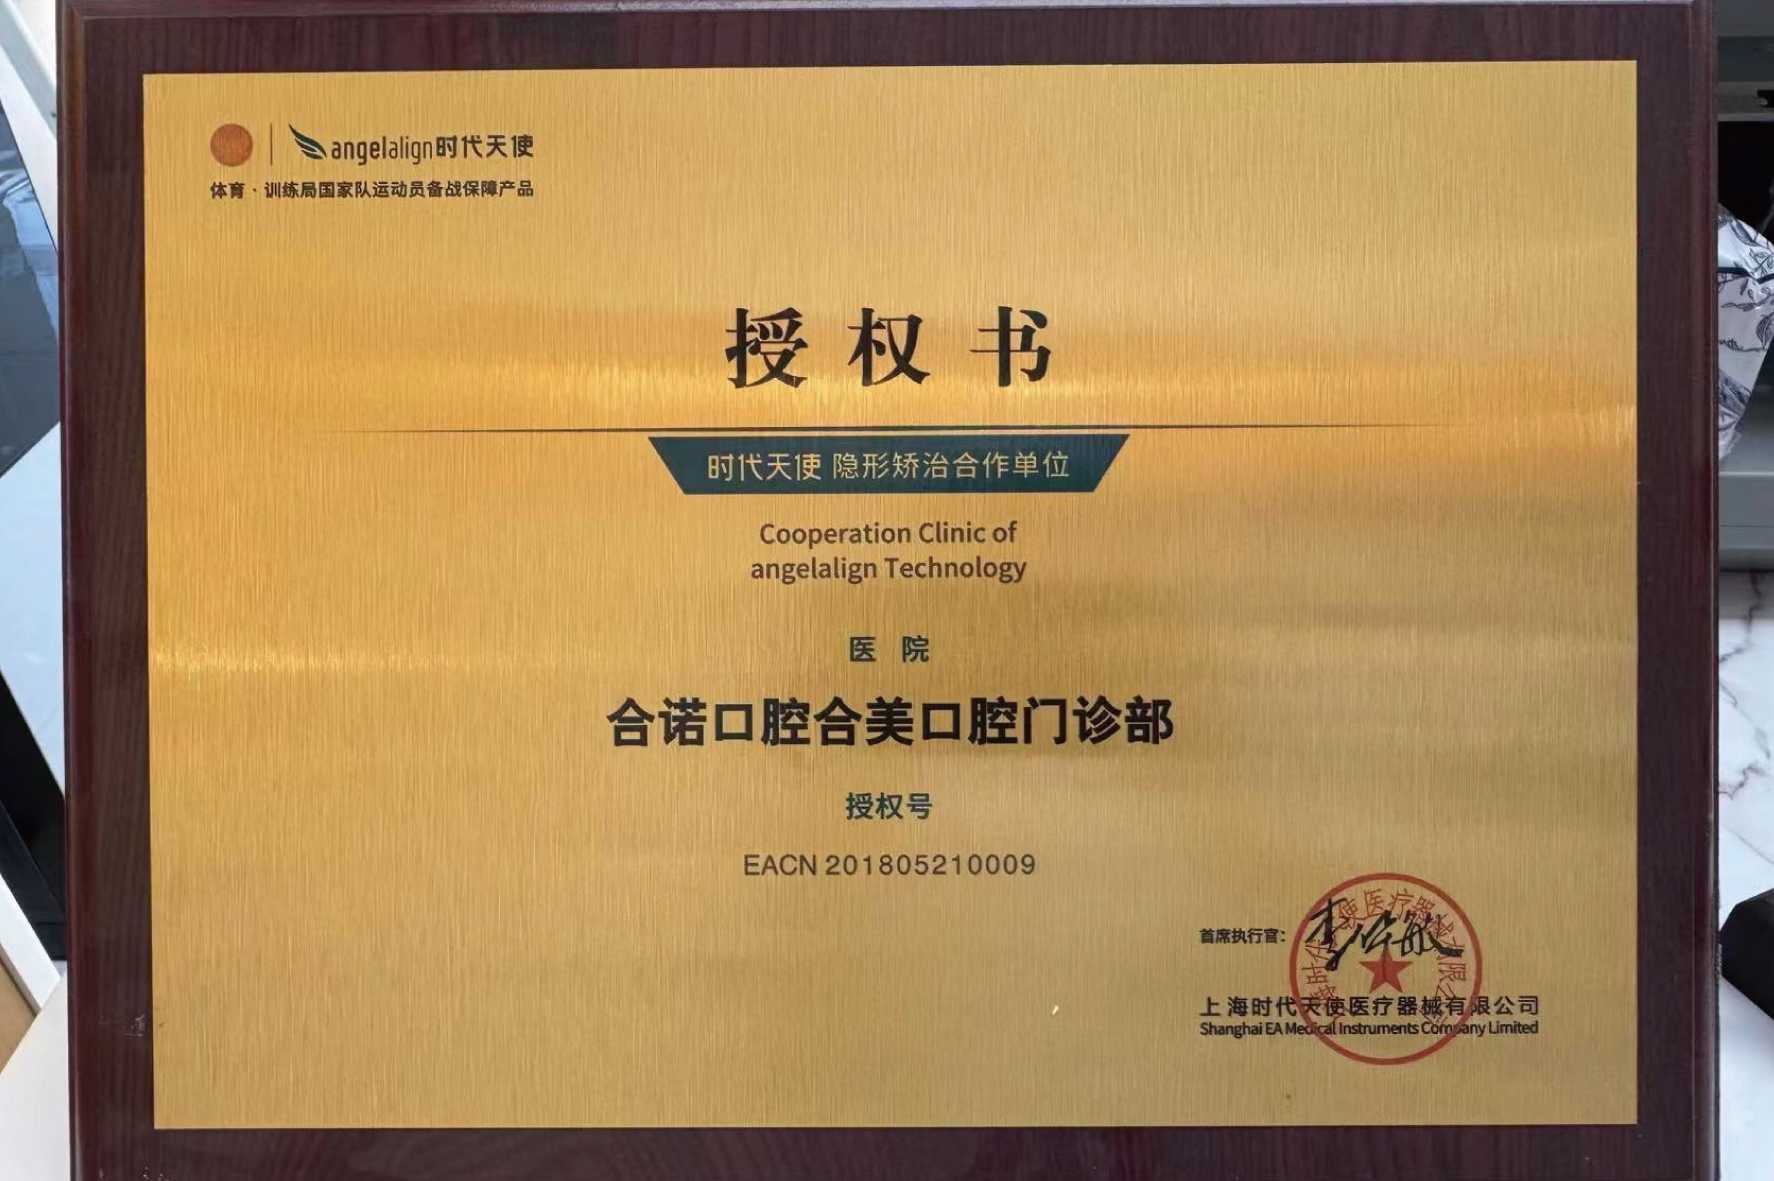 angelalign时代天使
体育·训练局国家队运动员备战保障产品
授权书
时代天使 隐形矫治合作单位
Cooperation Clinic of
angelalign Technology
医 院
合诺口腔合美口腔门诊部
授权号
EACN 201805210009
首席执行官：
上海时代天使医疗器械有限公司
Shanghai EA Medical Instruments Company Limited